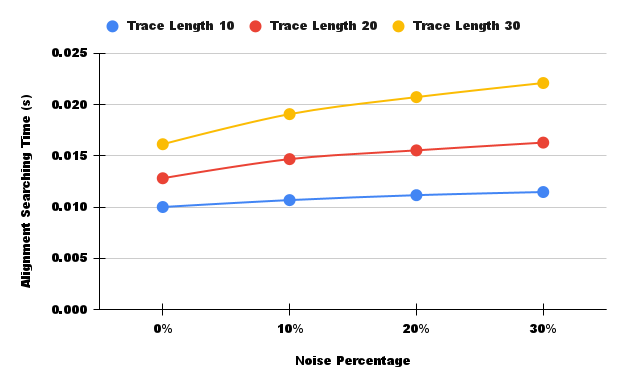 Trace Length 10 Trace Length 20 Trace Length 30
Alignment Searching Time (s)
0.025
0.020
0.015
0.010
0.005
0.000
0% 10% 20% 30%
Noise Percentage